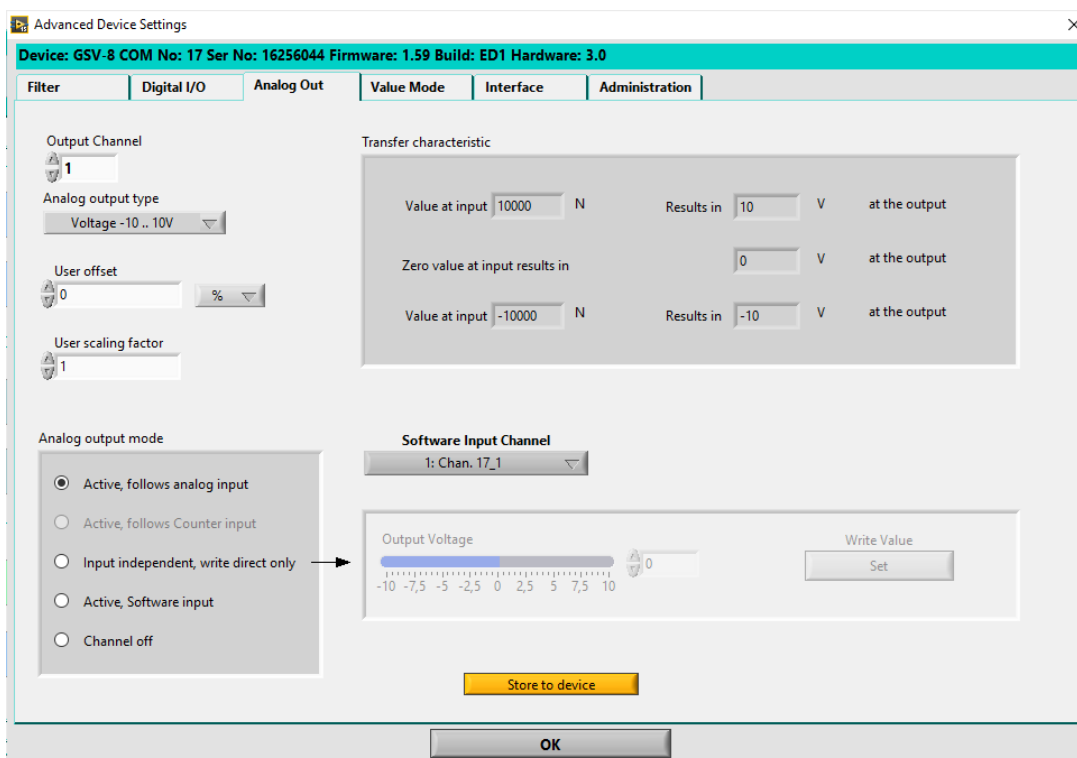 Advanced Device Settings
Device: GSV-8 COM No: 17 Ser No: 16256044 Firmware: 1.59 Build: ED1 Hardware: 3.0
Filter Digital I/O Analog Out Value Mode Interface Administration
Output Channel
1
Analog output type
Voltage -10 .. 10V
User offset
0 %
User scaling factor
1
Transfer characteristic
Value at input 10000 N Results in 10 V at the output
Zero value at input results in 0 V at the output
Value at input -10000 N Results in -10 V at the output
Analog output mode
Active, follows analog input
Active, follows Counter input
Input independent, write direct only
Active, Software input
Channel off
Software Input Channel
1: Chan. 17_1
Output Voltage
0
-10 -7,5 -5 -2,5 0 2,5 5 7,5 10
Write Value
Set
Store to device
OK